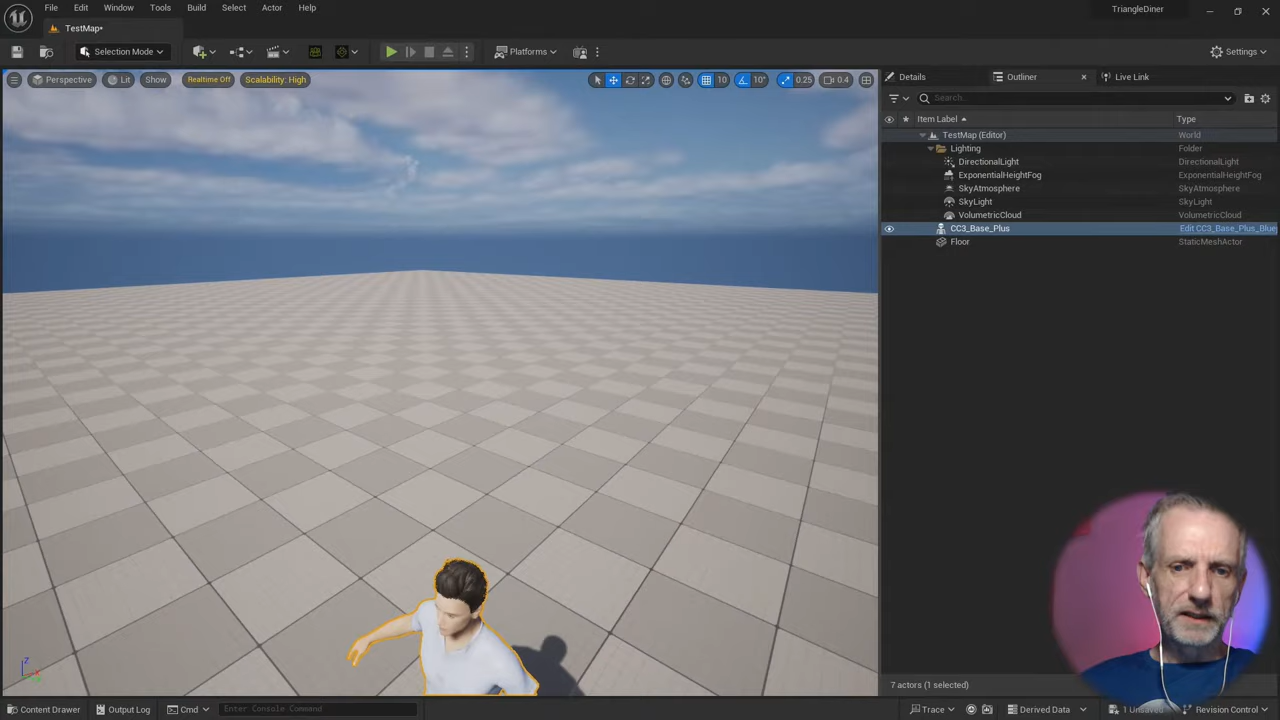 File Edit Window Tools Build Select Actor Help
TriangleDiner
TestMap•
Selection Mode
Platforms
Settings
Perspective Lit Show Realtime Off Scalability: High
10 10° 0.25 0.4
Details Outliner Live Link
Search...
Item Label Type
TestMap (Editor) World
Lighting Folder
DirectionalLight DirectionalLight
ExponentialHeightFog ExponentialHeightFog
SkyAtmosphere SkyAtmosphere
SkyLight SkyLight
VolumetricCloud VolumetricCloud
CC3_Base_Plus Edit CC3_Base_Plus_Blue
Floor StaticMeshActor
Z
7 actors (1 selected)
Content Drawer Output Log Cmd Enter Console Command Trace Derived Data 1 Unsaved Revision Control